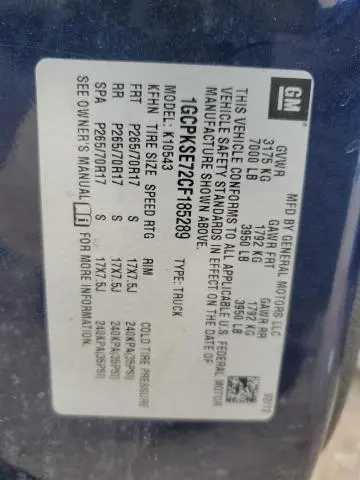 GM
MFD BY GENERAL MOTORS LLC
GVWR GAWR FRT GAWR RR
3175 KG 1792 KG 1792 KG
7000 LB 3950 LB 3950 LB
THIS VEHICLE CONFORMS TO ALL APPLICABLE U.S. FEDERAL MOTOR
VEHICLE SAFETY STANDARDS IN EFFECT ON THE DATE OF
MANUFACTURE SHOWN ABOVE.
1GCPKSE72CF185289 TYPE: TRUCK
MODEL: K10543
KFHN TIRE SIZE SPEED RTG RIM COLD TIRE PRESSURE
FRT P265/70R17 S 17X7.5J 240KPA(35PSI)
RR P265/70R17 S 17X7.5J 240KPA(35PSI)
SPA P265/70R17 S 17X7.5J 240KPA(35PSI)
SEE OWNER'S MANUAL FOR MORE INFORMATION.